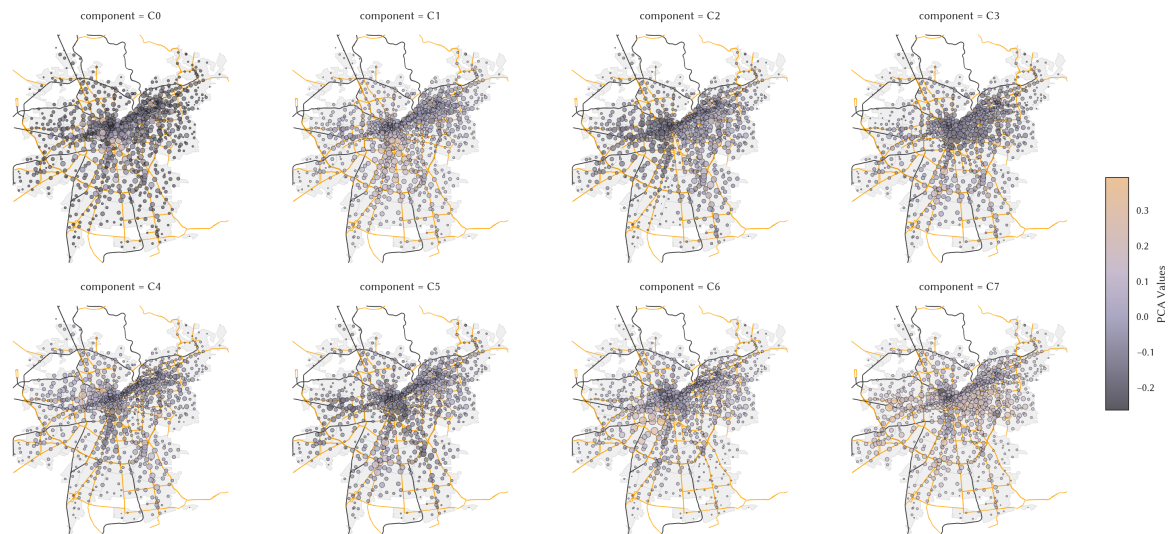 component = C0
component = C1
component = C2
component = C3
component = C4
component = C5
component = C6
component = C7
0.3
0.2
0.1
0.0
−0.1
−0.2
PCA Values